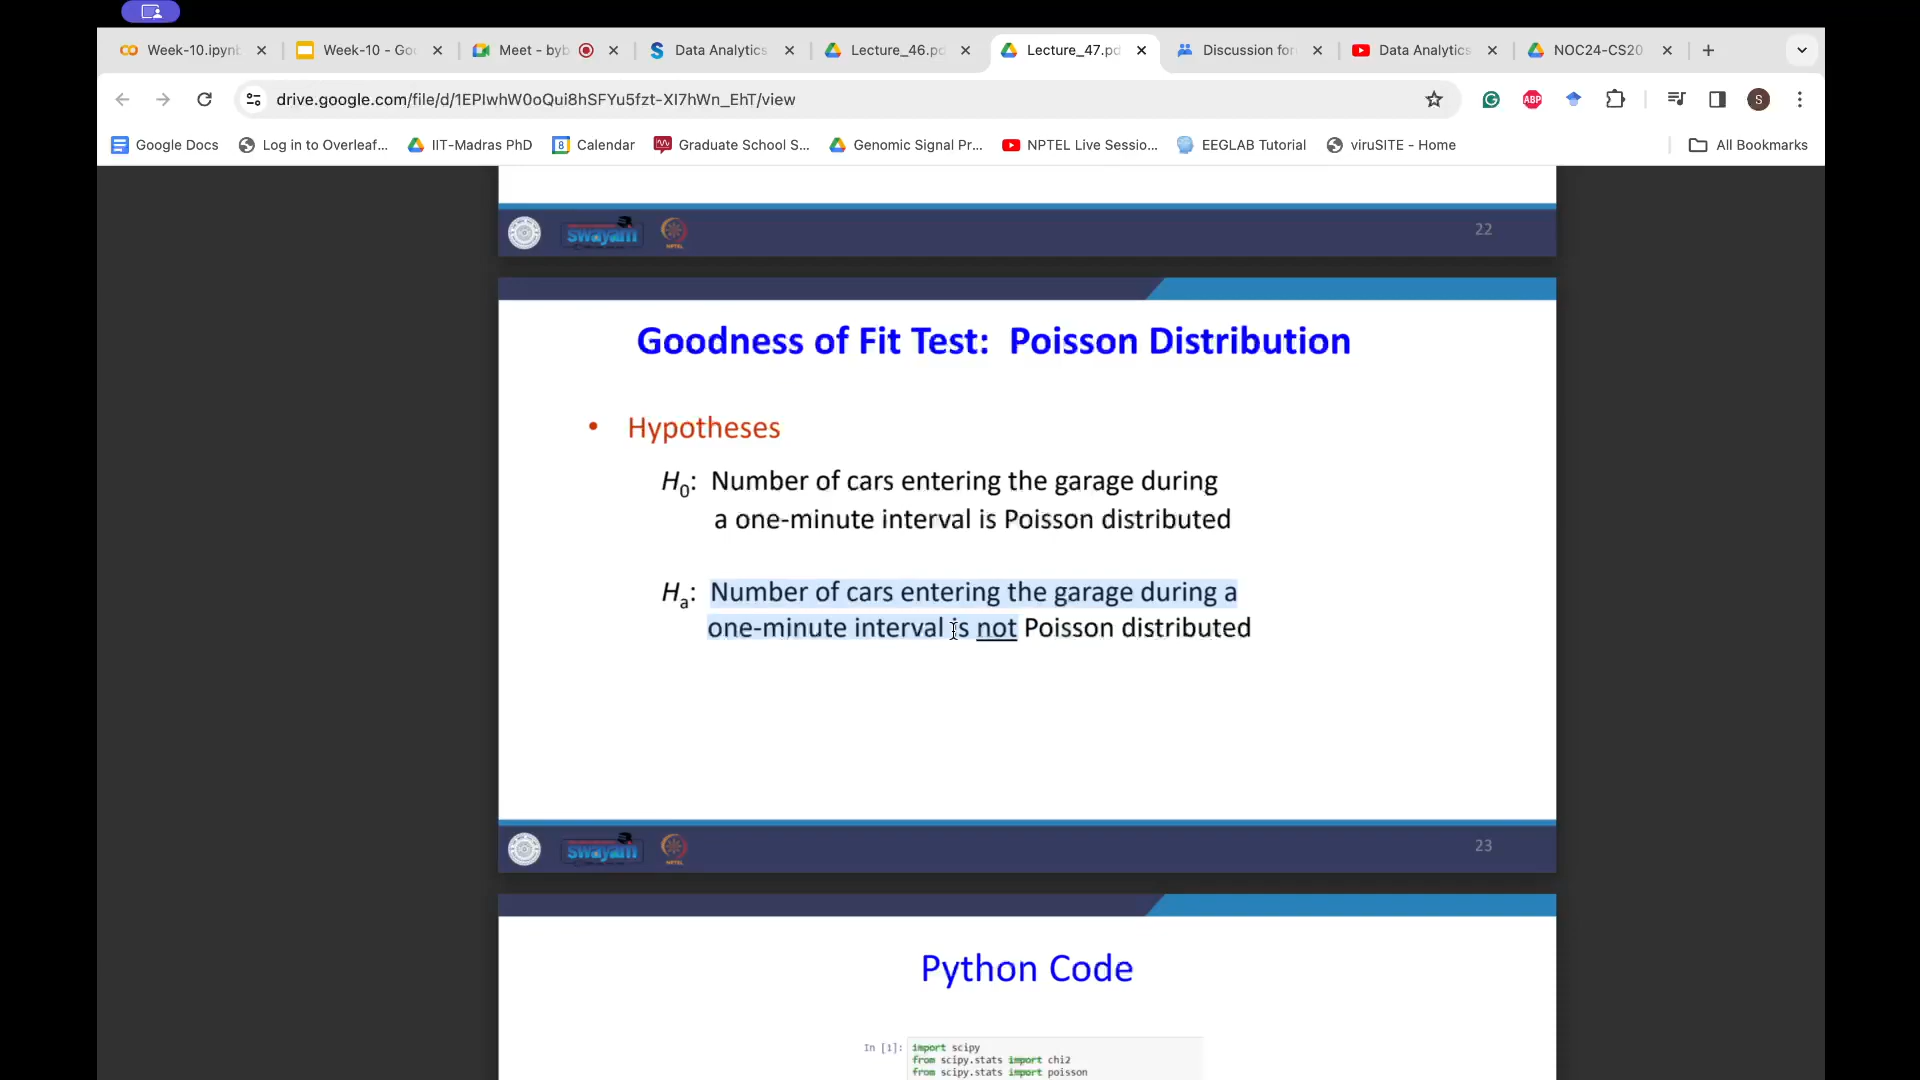 Week-10.ipynb
Week-10 - Goo
Meet - byb
Data Analytics
Lecture_46.pd
Lecture_47.pd
Discussion for
Data Analytics
NOC24-CS20
drive.google.com/file/d/1EPIwhW0oQui8hSFYu5fzt-XI7hWn_EhT/view
ABP
S
Google Docs
Log in to Overleaf...
IIT-Madras PhD
8
Calendar
Graduate School S...
Genomic Signal Pr...
NPTEL Live Sessio...
EEGLAB Tutorial
viruSITE - Home
All Bookmarks
swayam
NPTEL
22
Goodness of Fit Test: Poisson Distribution
• Hypotheses
H0: Number of cars entering the garage during
a one-minute interval is Poisson distributed
Ha: Number of cars entering the garage during a
one-minute interval is not Poisson distributed
swayam
NPTEL
23
Python Code
In [1]: import scipy
from scipy.stats import chi2
from scipy.stats import poisson